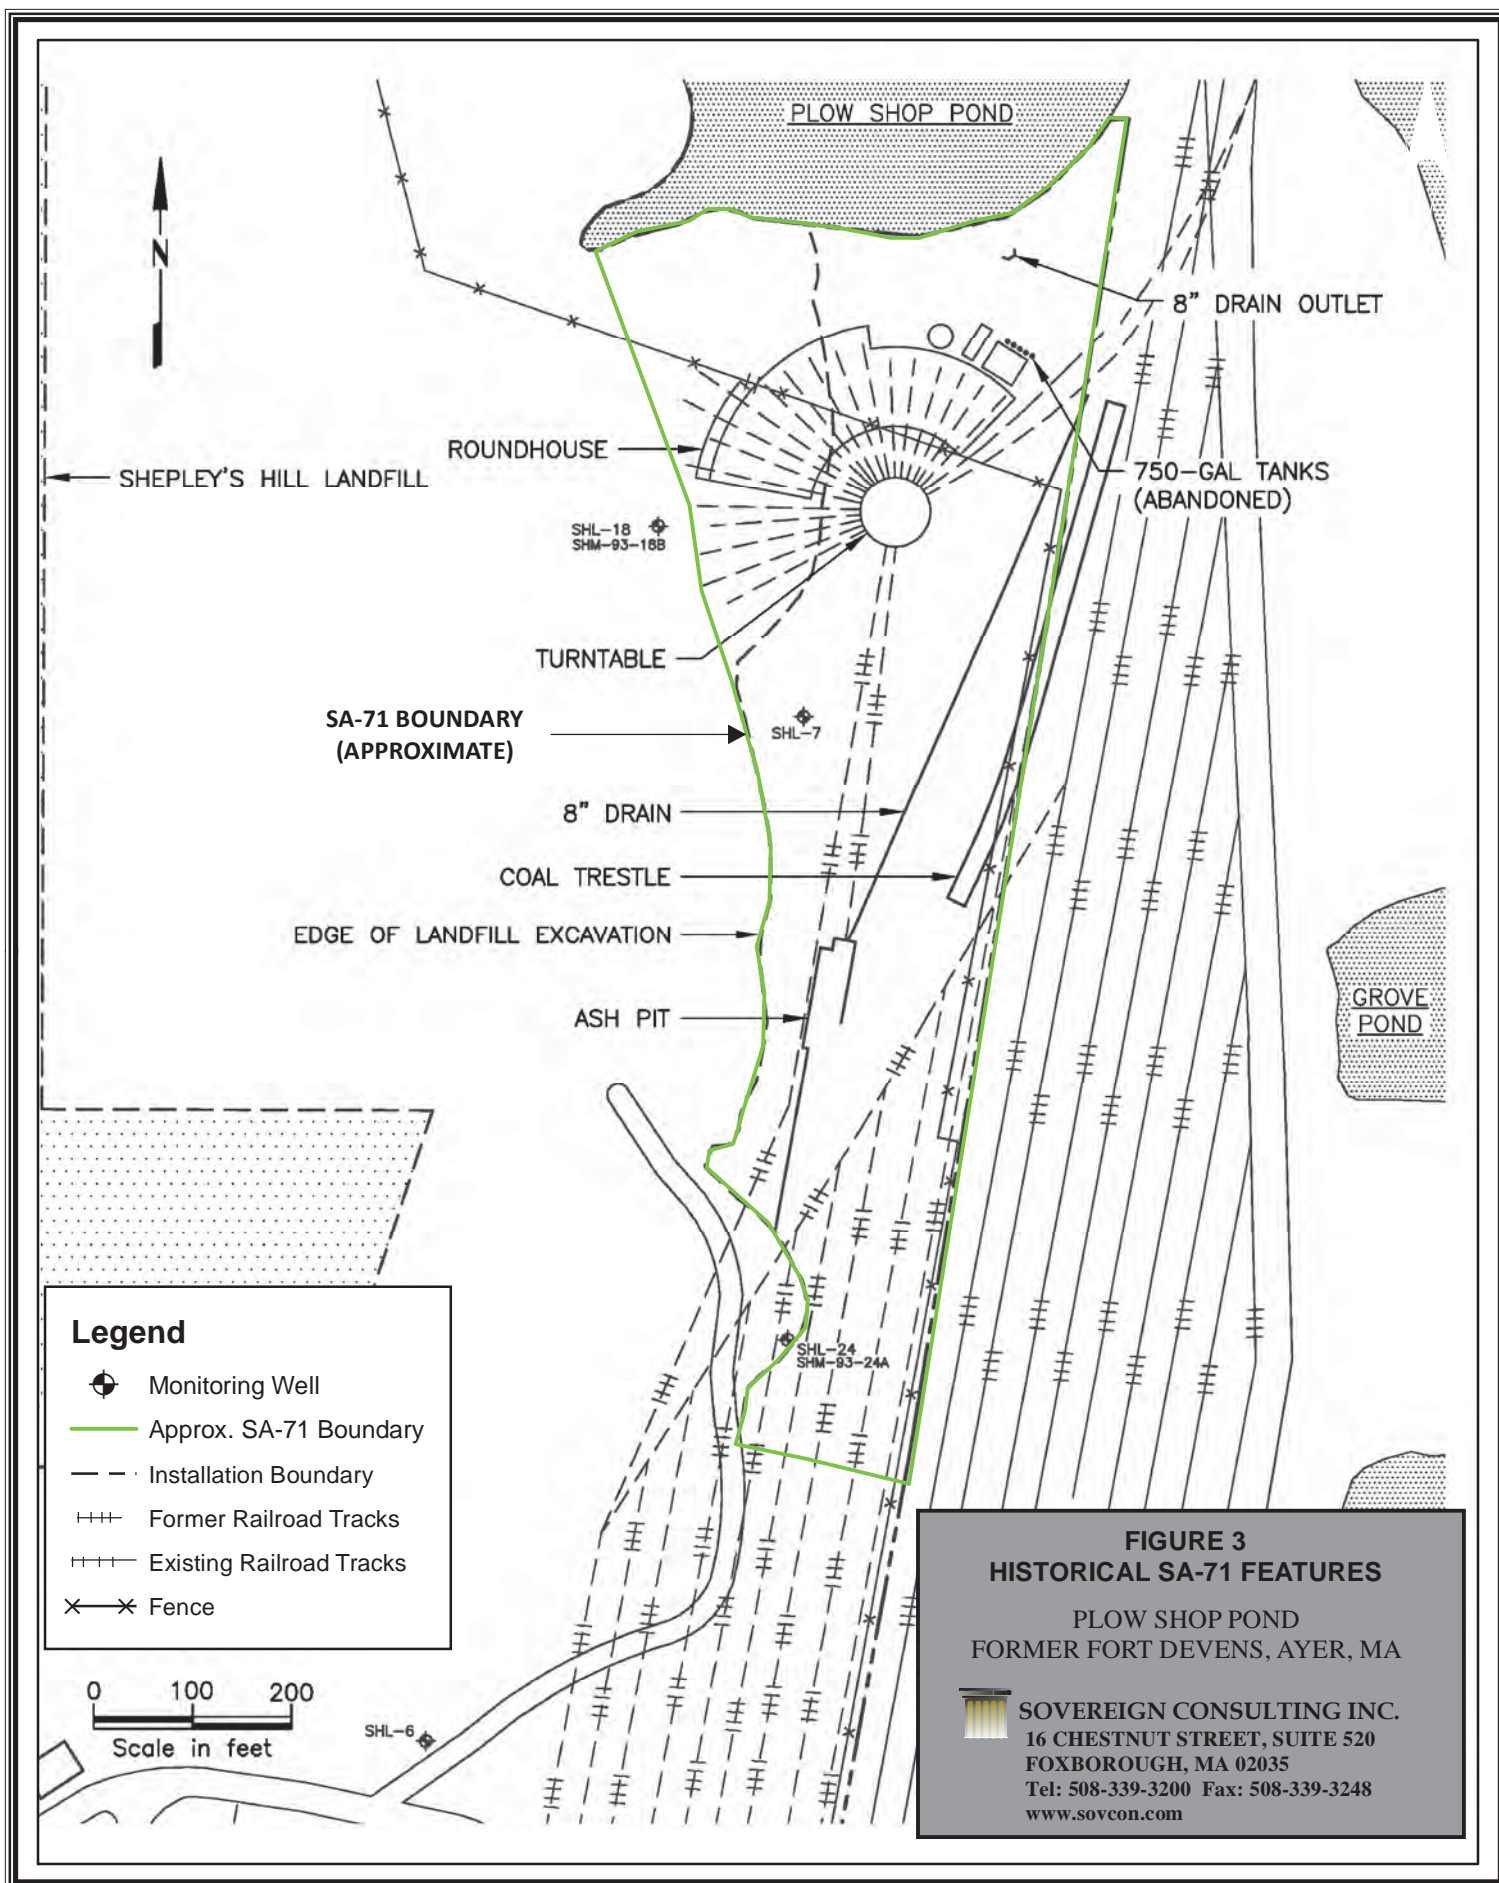 PLOW SHOP POND
N
8” DRAIN OUTLET
ROUNDHOUSE
SHEPLEY'S HILL LANDFILL
750-GAL TANKS
(ABANDONED)
SHL-18
SHM-93-18B
TURNTABLE
SA-71 BOUNDARY
(APPROXIMATE)
SHL-7
8” DRAIN
COAL TRESTLE
EDGE OF LANDFILL EXCAVATION
GROVE
POND
ASH PIT
SHL-24
SHM-93-24A
Legend
Monitoring Well
Approx. SA-71 Boundary
Installation Boundary
Former Railroad Tracks
Existing Railroad Tracks
Fence
0 100 200
Scale in feet
SHL-6
FIGURE 3
HISTORICAL SA-71 FEATURES
PLOW SHOP POND
FORMER FORT DEVENS, AYER, MA
SOVEREIGN CONSULTING INC.
16 CHESTNUT STREET, SUITE 520
FOXBOROUGH, MA 02035
Tel: 508-339-3200 Fax: 508-339-3248
www.sovcon.com